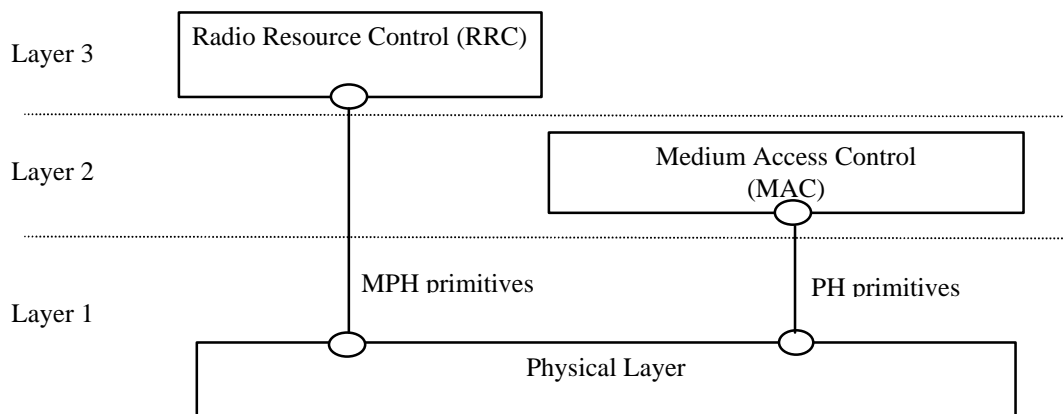 Radio Resource Control (RRC)
Layer 3
Medium Access Control
(MAC)
Layer 2
MPH primitives
PH primitives
Layer 1
Physical Layer